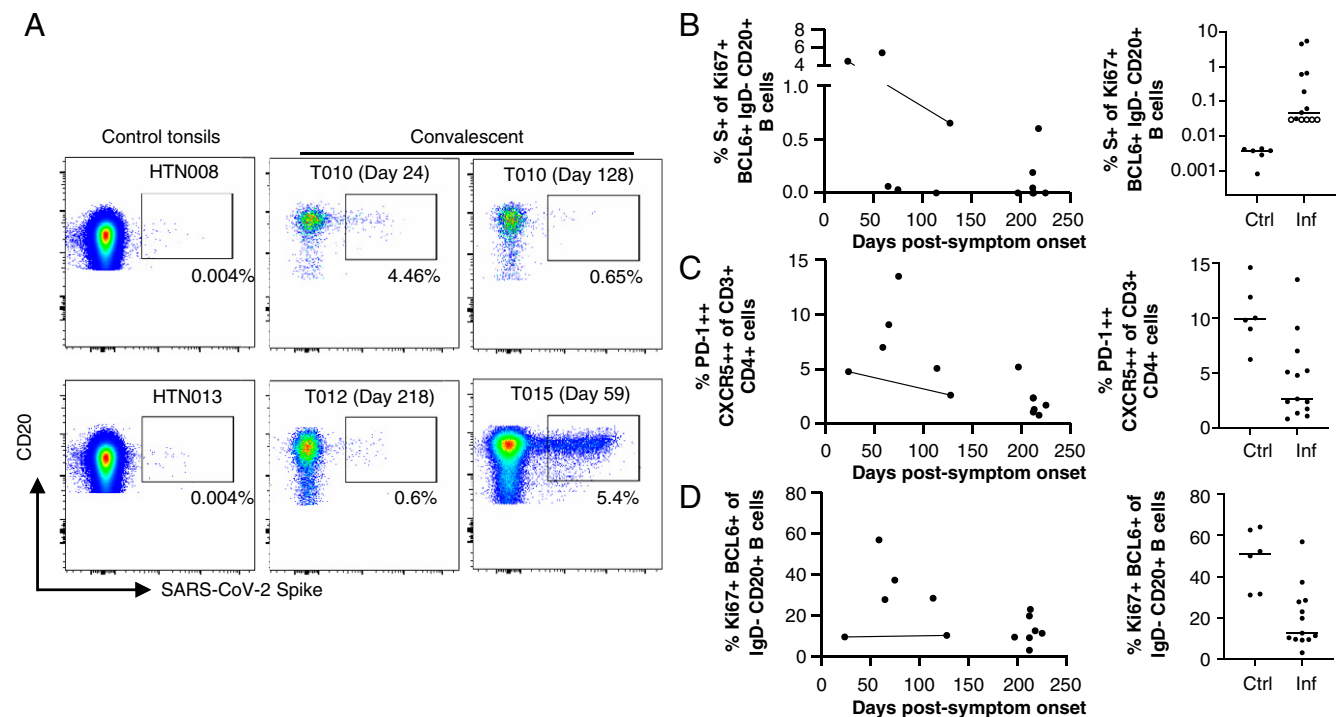 A
Control tonsils
Convalescent
HTN008
0.004%
T010 (Day 24)
4.46%
T010 (Day 128)
0.65%
HTN013
0.004%
T012 (Day 218)
0.6%
T015 (Day 59)
5.4%
CD20
SARS-CoV-2 Spike
B
% S+ of Ki67+
BCL6+ IgD- CD20+
B cells
8
6
4
1.0
0.5
0.0
0 50 100 150 200 250
Days post-symptom onset
% S+ of Ki67+
BCL6+ IgD- CD20+
B cells
10
1
0.1
0.01
0.001
Ctrl Inf
C
% PD-1++
CXCR5++ of CD3+
CD4+ cells
15
10
5
0
0 50 100 150 200 250
Days post-symptom onset
% PD-1++
CXCR5++ of CD3+
CD4+ cells
15
10
5
0
Ctrl Inf
D
% Ki67+ BCL6+ of
IgD- CD20+ B cells
80
60
40
20
0
0 50 100 150 200 250
Days post-symptom onset
% Ki67+ BCL6+ of
IgD- CD20+ B cells
80
60
40
20
0
Ctrl Inf